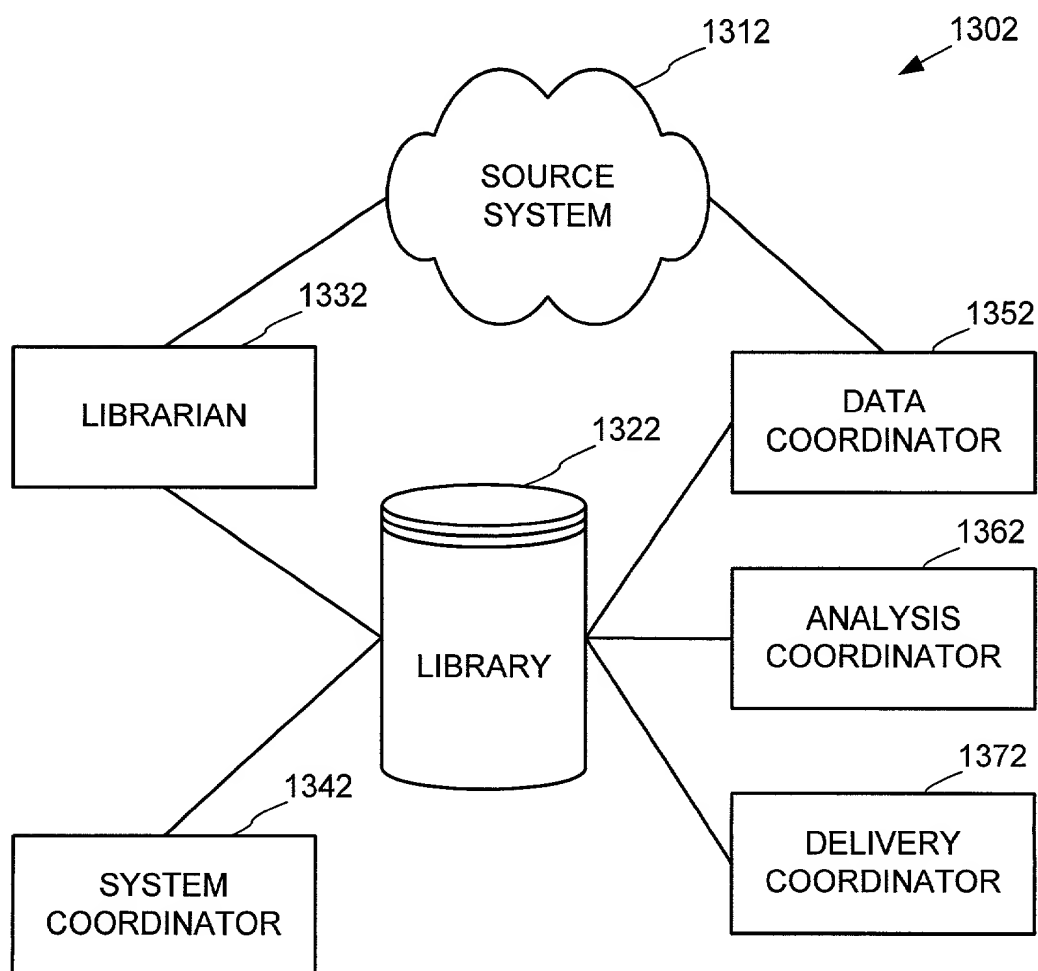 1312
1302
SOURCE
SYSTEM
1332
1352
LIBRARIAN
DATA
COORDINATOR
1322
1362
ANALYSIS
COORDINATOR
LIBRARY
1342
1372
SYSTEM
COORDINATOR
DELIVERY
COORDINATOR